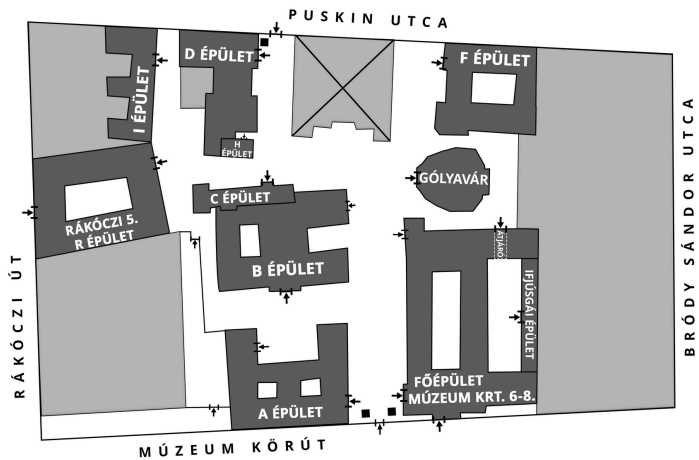 PUSKIN UTCA
D ÉPÜLET
F ÉPÜLET
I ÉPÜLET
H
ÉPÜLET
GÓLYAVÁR
C ÉPÜLET
RÁKÓCZI 5.
R ÉPÜLET
B ÉPÜLET
ÁTJÁRÓ
IFJÚSGÁI ÉPÜLET
FŐÉPÜLET
MÚZEUM KRT. 6-8.
A ÉPÜLET
RÁKÓCZI ÚT
BRÓDY SÁNDOR UTCA
MÚZEUM KÖRÚT